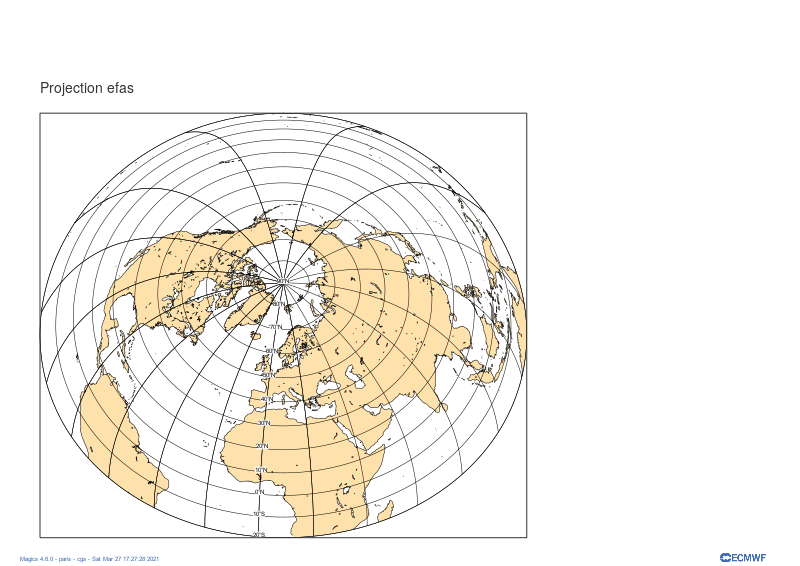 Projection efas
90°N
80°N
70°N
60°N
50°N
40°N
30°N
20°N
10°N
0°N
10°S
20°S
Magics 4.6.0 - paris - cgs - Sat Mar 27 17:27:28 2021
ECMWF